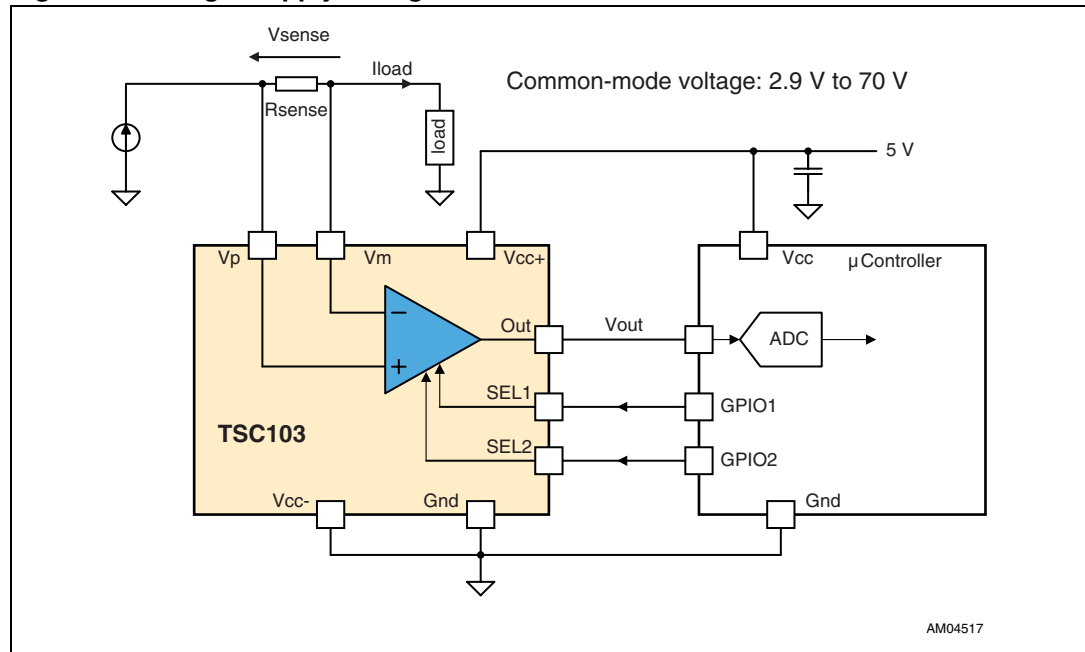 Vsense
Iload
Common-mode voltage: 2.9 V to 70 V
Rsense
load
5 V
Vp
Vm
Vcc+
Vcc
µController
Out
Vout
ADC
SEL1
GPIO1
TSC103
SEL2
GPIO2
Vcc-
Gnd
Gnd
AM04517